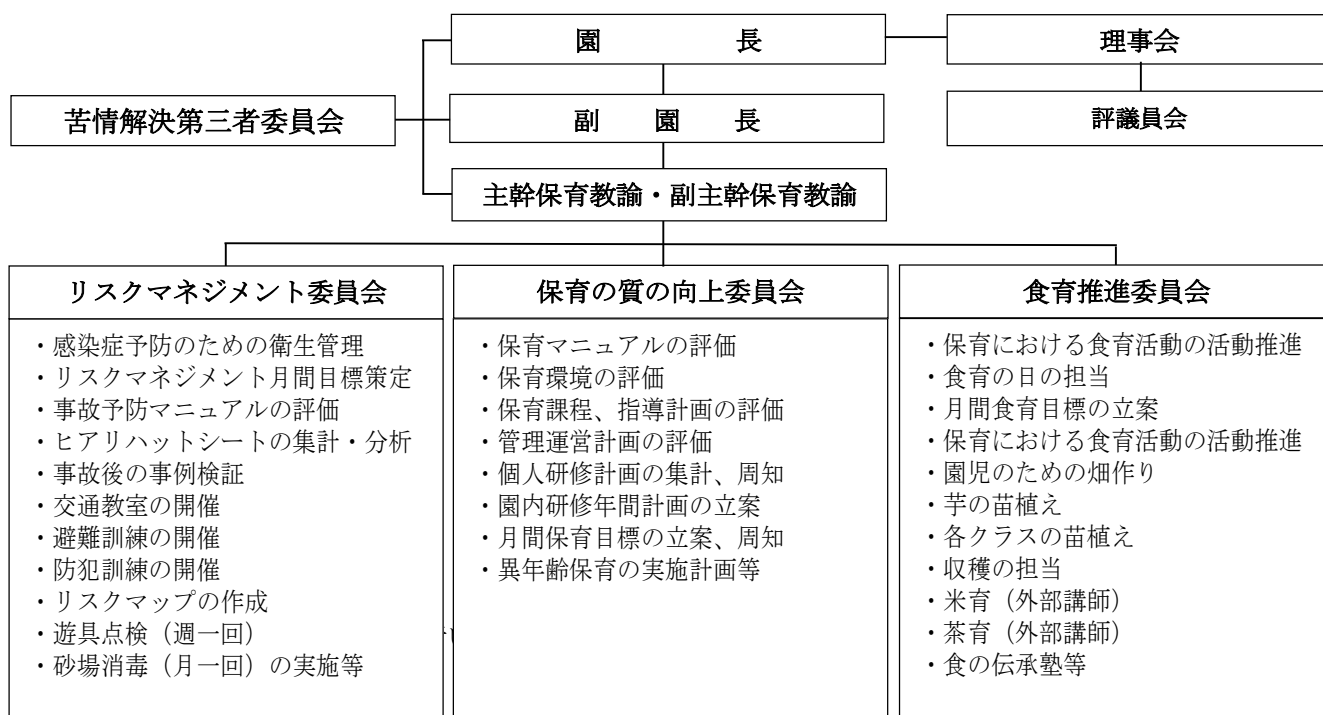 園長
理事会
苦情解決第三者委員会
副園長
評議員会
主幹保育教諭・副主幹保育教諭
リスクマネジメント委員会
・感染症予防のための衛生管理
・リスクマネジメント月間目標策定
・事故予防マニュアルの評価
・ヒアリハットシートの集計・分析
・事故後の事例検証
・交通教室の開催
・避難訓練の開催
・防犯訓練の開催
・リスクマップの作成
・遊具点検（週一回）
・砂場消毒（月一回）の実施等
保育の質の向上委員会
・保育マニュアルの評価
・保育環境の評価
・保育課程、指導計画の評価
・管理運営計画の評価
・個人研修計画の集計、周知
・園内研修年間計画の立案
・月間保育目標の立案、周知
・異年齢保育の実施計画等
食育推進委員会
・保育における食育活動の活動推進
・食育の日の担当
・月間食育目標の立案
・保育における食育活動の活動推進
・園児のための畑作り
・芋の苗植え
・各クラスの苗植え
・収穫の担当
・米育（外部講師）
・茶育（外部講師）
・食の伝承塾等